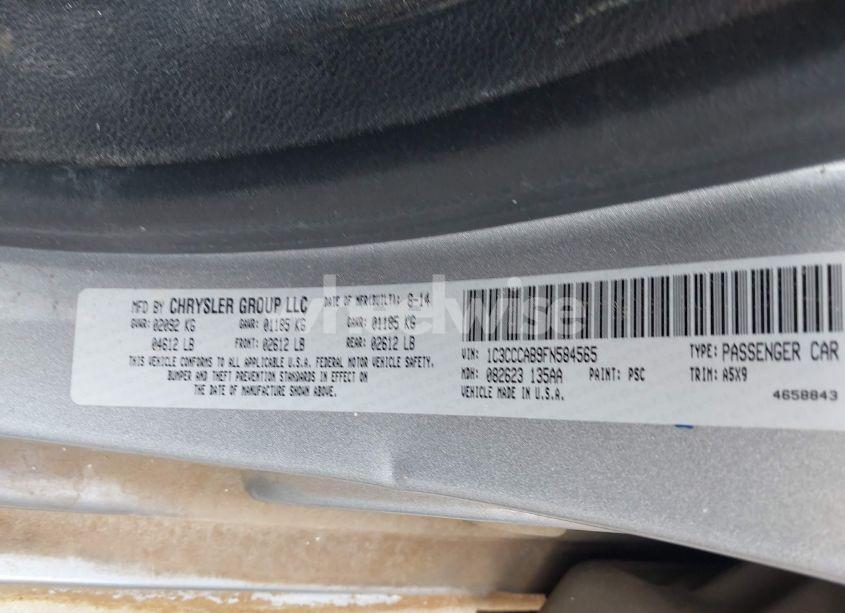 MFD BY CHRYSLER GROUP LLC DATE OF MFR(BUILT): 8-14
GVWR: 02092 KG GAWR: 01185 KG GAWR: 01185 KG
04612 LB FRONT: 02612 LB REAR: 02612 LB
THIS VEHICLE CONFORMS TO ALL APPLICABLE U.S.A. FEDERAL MOTOR VEHICLE SAFETY,
BUMPER AND THEFT PREVENTION STANDARDS IN EFFECT ON
THE DATE OF MANUFACTURE SHOWN ABOVE.
VIN: 1C3CCCAB9FN584565 TYPE: PASSENGER CAR
MDH: 082623 135AA PAINT: PSC TRIM: A5X9
VEHICLE MADE IN U.S.A. 4658843
wheelwise